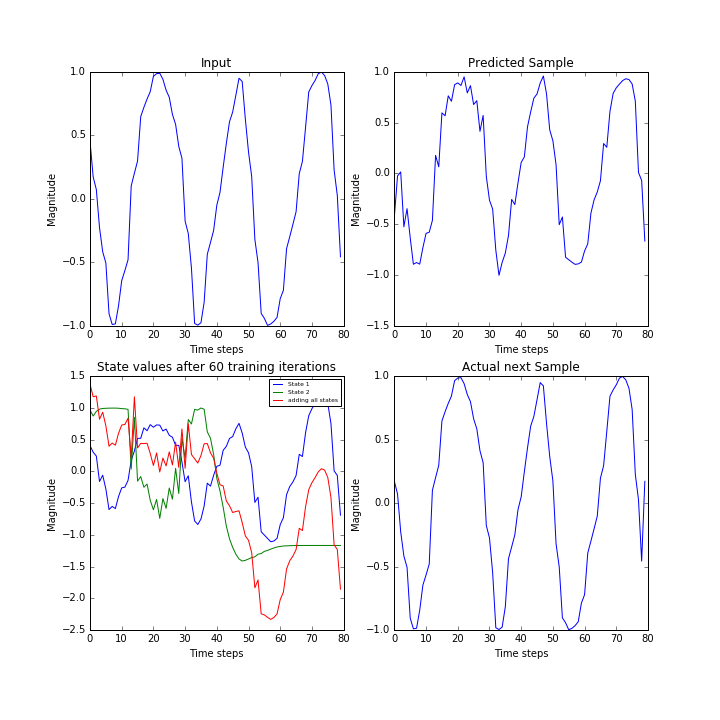 Input
1.0
0.5
0.0
−0.5
−1.0
Magnitude
0 10 20 30 40 50 60 70 80
Time steps
Predicted Sample
1.0
0.5
0.0
−0.5
−1.0
−1.5
Magnitude
0 10 20 30 40 50 60 70 80
Time steps
State values after 60 training iterations
1.5
1.0
0.5
0.0
−0.5
−1.0
−1.5
−2.0
−2.5
Magnitude
State 1
State 2
adding all states
0 10 20 30 40 50 60 70 80
Time steps
Actual next Sample
1.0
0.5
0.0
−0.5
−1.0
Magnitude
0 10 20 30 40 50 60 70 80
Time steps